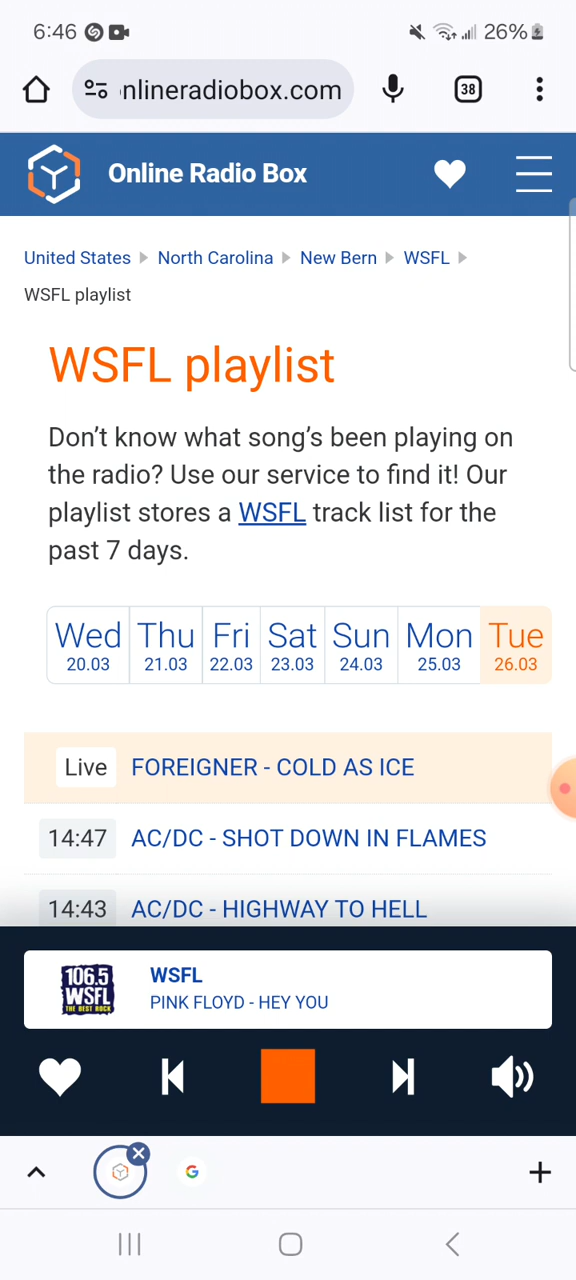 6:46 26%
nlineradiobox.com 38
Online Radio Box
United States North Carolina New Bern WSFL
WSFL playlist
WSFL playlist
Don't know what song's been playing on
the radio? Use our service to find it! Our
playlist stores a WSFL track list for the
past 7 days.
Wed Thu Fri Sat Sun Mon Tue
20.03 21.03 22.03 23.03 24.03 25.03 26.03
Live FOREIGNER - COLD AS ICE
14:47 AC/DC - SHOT DOWN IN FLAMES
14:43 AC/DC - HIGHWAY TO HELL
106.5
WSFL
THE BEST ROCK
WSFL
PINK FLOYD - HEY YOU